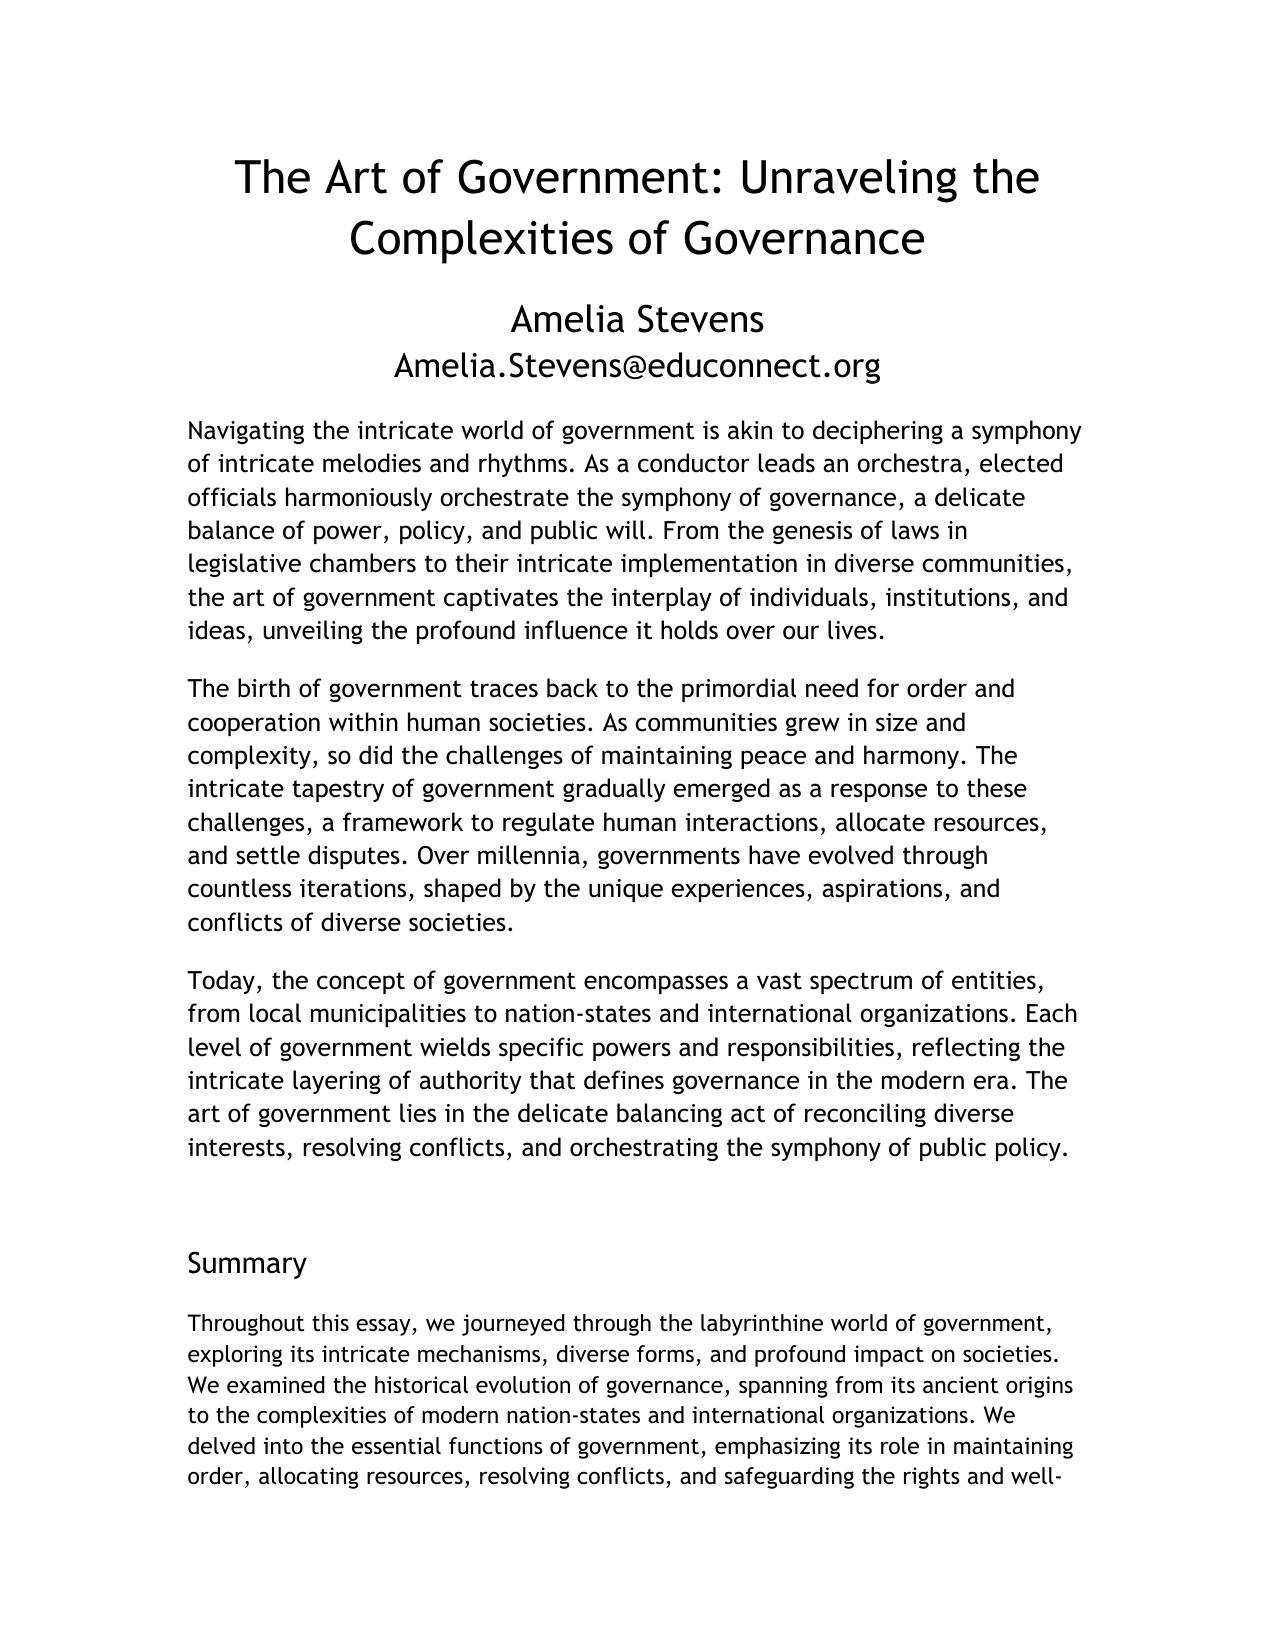 The Art of Government: Unraveling the
Complexities of Governance
Amelia Stevens
Amelia.Stevens@educonnect.org
Navigating the intricate world of government is akin to deciphering a symphony
of intricate melodies and rhythms. As a conductor leads an orchestra, elected
officials harmoniously orchestrate the symphony of governance, a delicate
balance of power, policy, and public will. From the genesis of laws in
legislative chambers to their intricate implementation in diverse communities,
the art of government captivates the interplay of individuals, institutions, and
ideas, unveiling the profound influence it holds over our lives.
The birth of government traces back to the primordial need for order and
cooperation within human societies. As communities grew in size and
complexity, so did the challenges of maintaining peace and harmony. The
intricate tapestry of government gradually emerged as a response to these
challenges, a framework to regulate human interactions, allocate resources,
and settle disputes. Over millennia, governments have evolved through
countless iterations, shaped by the unique experiences, aspirations, and
conflicts of diverse societies.
Today, the concept of government encompasses a vast spectrum of entities,
from local municipalities to nation-states and international organizations. Each
level of government wields specific powers and responsibilities, reflecting the
intricate layering of authority that defines governance in the modern era. The
art of government lies in the delicate balancing act of reconciling diverse
interests, resolving conflicts, and orchestrating the symphony of public policy.
Summary
Throughout this essay, we journeyed through the labyrinthine world of government,
exploring its intricate mechanisms, diverse forms, and profound impact on societies.
We examined the historical evolution of governance, spanning from its ancient origins
to the complexities of modern nation-states and international organizations. We
delved into the essential functions of government, emphasizing its role in maintaining
order, allocating resources, resolving conflicts, and safeguarding the rights and well-